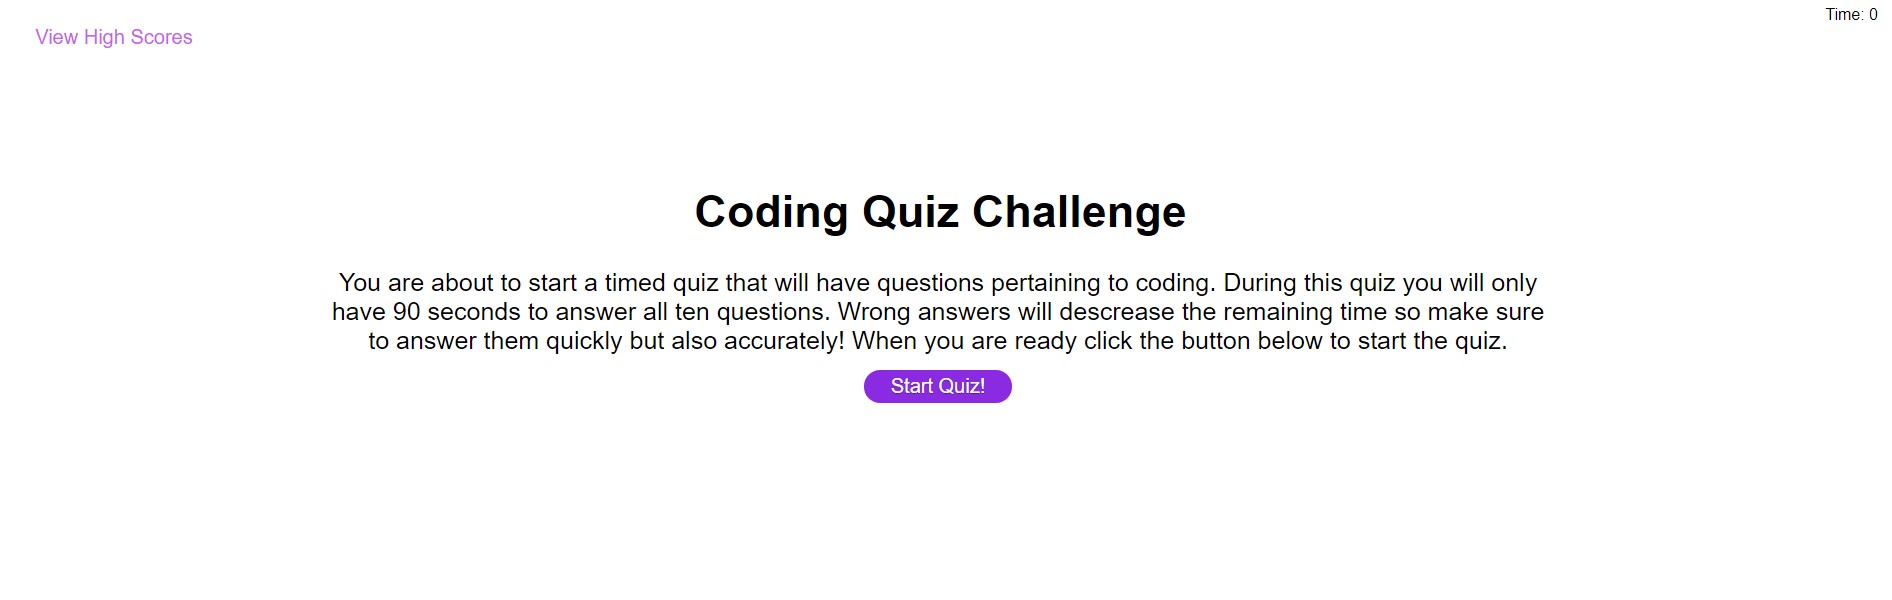 View High Scores
Time: 0
Coding Quiz Challenge
You are about to start a timed quiz that will have questions pertaining to coding. During this quiz you will only
have 90 seconds to answer all ten questions. Wrong answers will descrease the remaining time so make sure
to answer them quickly but also accurately! When you are ready click the button below to start the quiz.
Start Quiz!